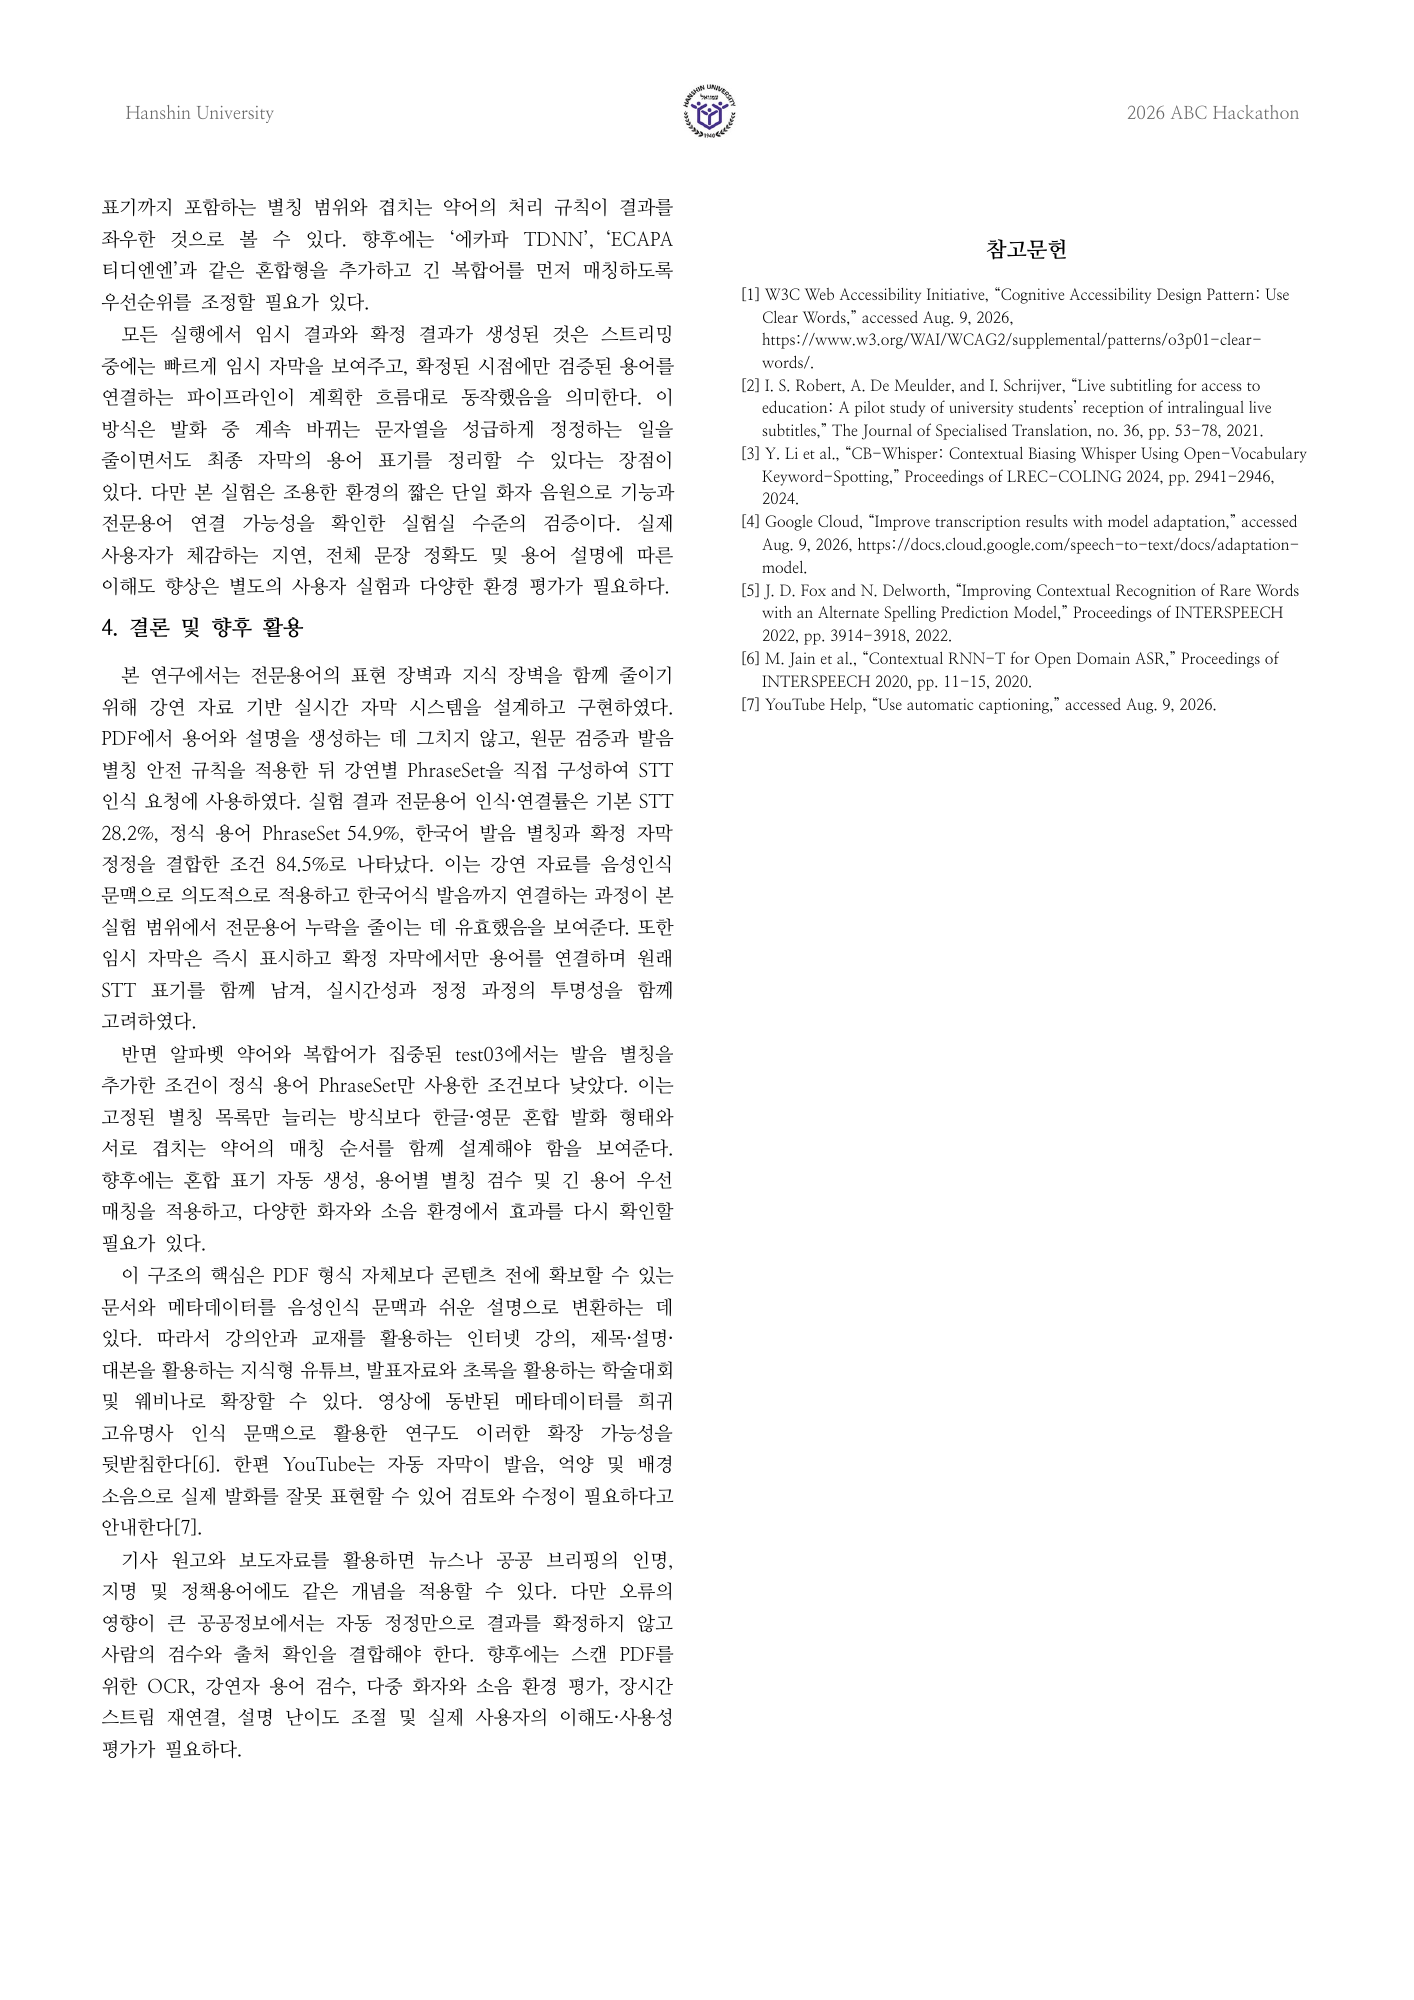 Hanshin University
HANSHIN UNIVERSITY
1940
2026 ABC Hackathon
표기까지 포함하는 별칭 범위와 겹치는 약어의 처리 규칙이 결과를
좌우한 것으로 볼 수 있다. 향후에는 ‘에카파 TDNN’, ‘ECAPA
티디엔엔’과 같은 혼합형을 추가하고 긴 복합어를 먼저 매칭하도록
우선순위를 조정할 필요가 있다.
모든 실행에서 임시 결과와 확정 결과가 생성된 것은 스트리밍
중에는 빠르게 임시 자막을 보여주고, 확정된 시점에만 검증된 용어를
연결하는 파이프라인이 계획한 흐름대로 동작했음을 의미한다. 이
방식은 발화 중 계속 바뀌는 문자열을 성급하게 정정하는 일을
줄이면서도 최종 자막의 용어 표기를 정리할 수 있다는 장점이
있다. 다만 본 실험은 조용한 환경의 짧은 단일 화자 음원으로 기능과
전문용어 연결 가능성을 확인한 실험실 수준의 검증이다. 실제
사용자가 체감하는 지연, 전체 문장 정확도 및 용어 설명에 따른
이해도 향상은 별도의 사용자 실험과 다양한 환경 평가가 필요하다.
4. 결론 및 향후 활용
본 연구에서는 전문용어의 표현 장벽과 지식 장벽을 함께 줄이기
위해 강연 자료 기반 실시간 자막 시스템을 설계하고 구현하였다.
PDF에서 용어와 설명을 생성하는 데 그치지 않고, 원문 검증과 발음
별칭 안전 규칙을 적용한 뒤 강연별 PhraseSet을 직접 구성하여 STT
인식 요청에 사용하였다. 실험 결과 전문용어 인식·연결률은 기본 STT
28.2%, 정식 용어 PhraseSet 54.9%, 한국어 발음 별칭과 확정 자막
정정을 결합한 조건 84.5%로 나타났다. 이는 강연 자료를 음성인식
문맥으로 의도적으로 적용하고 한국어식 발음까지 연결하는 과정이 본
실험 범위에서 전문용어 누락을 줄이는 데 유효했음을 보여준다. 또한
임시 자막은 즉시 표시하고 확정 자막에서만 용어를 연결하며 원래
STT 표기를 함께 남겨, 실시간성과 정정 과정의 투명성을 함께
고려하였다.
반면 알파벳 약어와 복합어가 집중된 test03에서는 발음 별칭을
추가한 조건이 정식 용어 PhraseSet만 사용한 조건보다 낮았다. 이는
고정된 별칭 목록만 늘리는 방식보다 한글·영문 혼합 발화 형태와
서로 겹치는 약어의 매칭 순서를 함께 설계해야 함을 보여준다.
향후에는 혼합 표기 자동 생성, 용어별 별칭 검수 및 긴 용어 우선
매칭을 적용하고, 다양한 화자와 소음 환경에서 효과를 다시 확인할
필요가 있다.
이 구조의 핵심은 PDF 형식 자체보다 콘텐츠 전에 확보할 수 있는
문서와 메타데이터를 음성인식 문맥과 쉬운 설명으로 변환하는 데
있다. 따라서 강의안과 교재를 활용하는 인터넷 강의, 제목·설명·
대본을 활용하는 지식형 유튜브, 발표자료와 초록을 활용하는 학술대회
및 웨비나로 확장할 수 있다. 영상에 동반된 메타데이터를 희귀
고유명사 인식 문맥으로 활용한 연구도 이러한 확장 가능성을
뒷받침한다[6]. 한편 YouTube는 자동 자막이 발음, 억양 및 배경
소음으로 실제 발화를 잘못 표현할 수 있어 검토와 수정이 필요하다고
안내한다[7].
기사 원고와 보도자료를 활용하면 뉴스나 공공 브리핑의 인명,
지명 및 정책용어에도 같은 개념을 적용할 수 있다. 다만 오류의
영향이 큰 공공정보에서는 자동 정정만으로 결과를 확정하지 않고
사람의 검수와 출처 확인을 결합해야 한다. 향후에는 스캔 PDF를
위한 OCR, 강연자 용어 검수, 다중 화자와 소음 환경 평가, 장시간
스트림 재연결, 설명 난이도 조절 및 실제 사용자의 이해도·사용성
평가가 필요하다.
참고문헌
[1] W3C Web Accessibility Initiative, “Cognitive Accessibility Design Pattern: Use
Clear Words,” accessed Aug. 9, 2026,
https://www.w3.org/WAI/WCAG2/supplemental/patterns/o3p01-clear-
words/.
[2] I. S. Robert, A. De Meulder, and I. Schrijver, “Live subtitling for access to
education: A pilot study of university students’ reception of intralingual live
subtitles,” The Journal of Specialised Translation, no. 36, pp. 53-78, 2021.
[3] Y. Li et al., “CB-Whisper: Contextual Biasing Whisper Using Open-Vocabulary
Keyword-Spotting,” Proceedings of LREC-COLING 2024, pp. 2941-2946,
2024.
[4] Google Cloud, “Improve transcription results with model adaptation,” accessed
Aug. 9, 2026, https://docs.cloud.google.com/speech-to-text/docs/adaptation-
model.
[5] J. D. Fox and N. Delworth, “Improving Contextual Recognition of Rare Words
with an Alternate Spelling Prediction Model,” Proceedings of INTERSPEECH
2022, pp. 3914-3918, 2022.
[6] M. Jain et al., “Contextual RNN-T for Open Domain ASR,” Proceedings of
INTERSPEECH 2020, pp. 11-15, 2020.
[7] YouTube Help, “Use automatic captioning,” accessed Aug. 9, 2026.